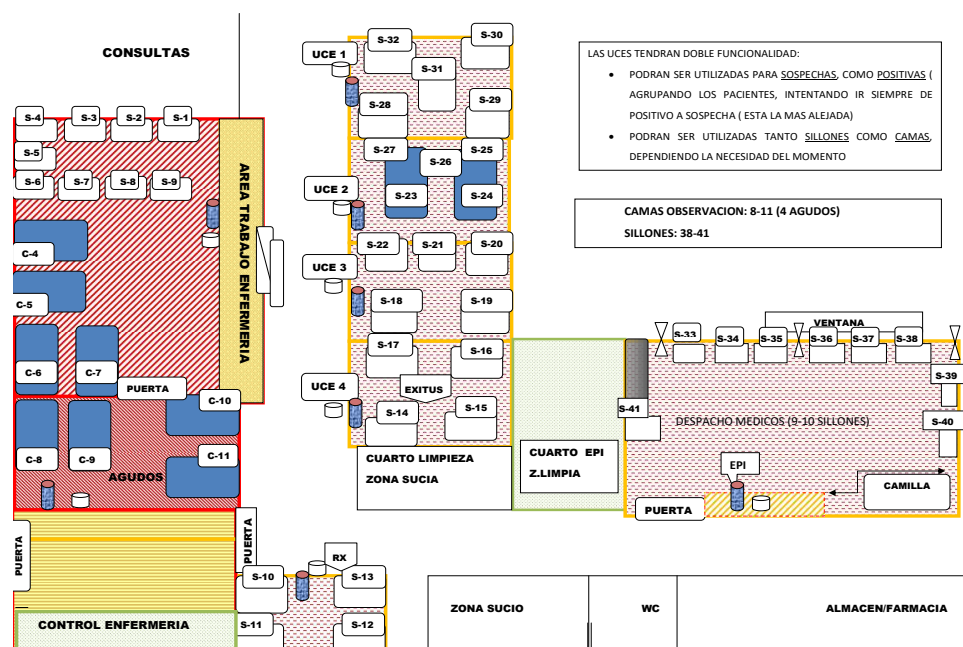 CONSULTAS
S-4
S-3
S-2
S-1
S-5
S-6
S-7
S-8
S-9
C-4
C-5
C-6
C-7
PUERTA
C-10
C-8
C-9
C-11
AGUDOS
AREA TRABAJO ENFERMERIA
PUERTA
PUERTA
CONTROL ENFERMERIA
RX
S-10
S-13
S-11
S-12
UCE 1
S-32
S-30
S-31
S-28
S-29
UCE 2
S-27
S-26
S-25
S-23
S-24
UCE 3
S-22
S-21
S-20
S-18
S-19
UCE 4
S-17
S-16
EXITUS
S-14
S-15
CUARTO LIMPIEZA
ZONA SUCIA
CUARTO EPI
Z.LIMPIA
LAS UCES TENDRAN DOBLE FUNCIONALIDAD:
• PODRAN SER UTILIZADAS PARA SOSPECHAS, COMO POSITIVAS (
AGRUPANDO LOS PACIENTES, INTENTANDO IR SIEMPRE DE
POSITIVO A SOSPECHA ( ESTA LA MAS ALEJADA)
• PODRAN SER UTILIZADAS TANTO SILLONES COMO CAMAS,
DEPENDIENDO LA NECESIDAD DEL MOMENTO
CAMAS OBSERVACION: 8-11 (4 AGUDOS)
SILLONES: 38-41
VENTANA
S-33
S-34
S-35
S-36
S-37
S-38
S-39
S-41
DESPACHO MEDICOS (9-10 SILLONES)
S-40
EPI
CAMILLA
PUERTA
ZONA SUCIO
WC
ALMACEN/FARMACIA